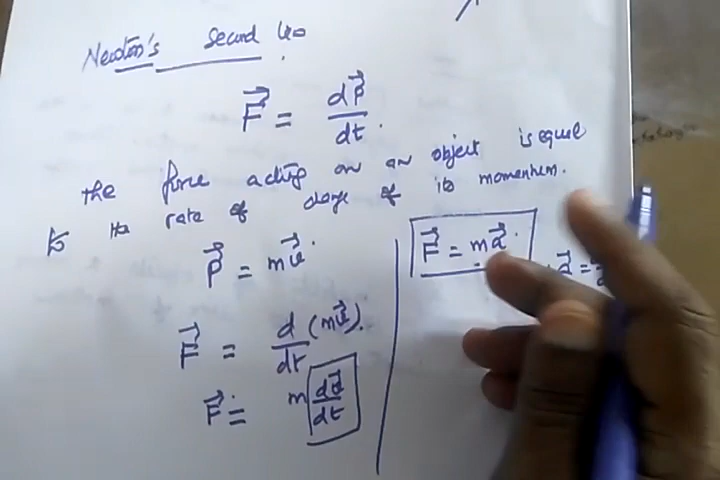 Newton's Second law
F⃗ = dP⃗/dt.
The force acting on an object is equal
to the rate of change of its momentum.
P⃗ = mv⃗.
F⃗ = d/dt (mv⃗).
F⃗ = m dv⃗/dt
F⃗ = ma⃗.
a⃗ =